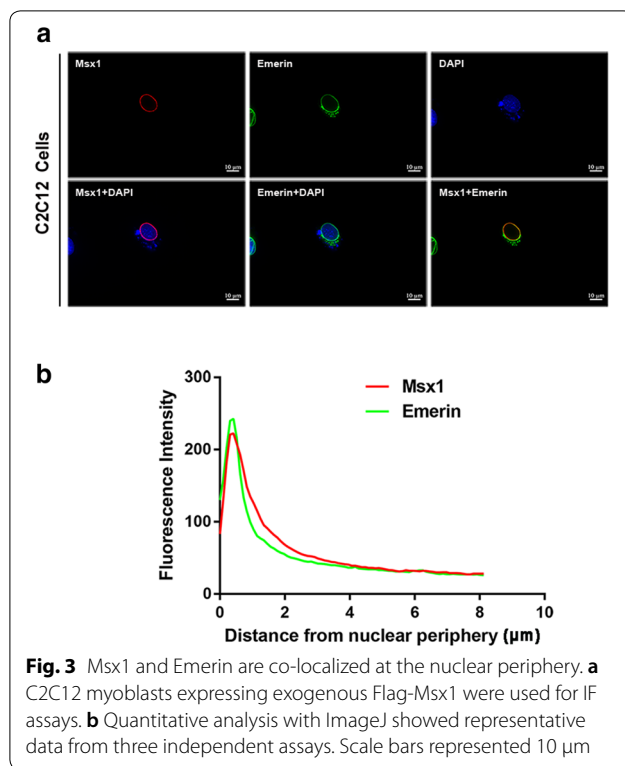 a
C2C12 Cells
Msx1
Emerin
DAPI
10 μm
10 μm
10 μm
Msx1+DAPI
Emerin+DAPI
Msx1+Emerin
10 μm
10 μm
10 μm
b
Fluorescence Intensity
300
200
100
0
Msx1
Emerin
0 2 4 6 8 10
Distance from nuclear periphery (μm)
Fig. 3 Msx1 and Emerin are co-localized at the nuclear periphery. a
C2C12 myoblasts expressing exogenous Flag-Msx1 were used for IF
assays. b Quantitative analysis with ImageJ showed representative
data from three independent assays. Scale bars represented 10 μm